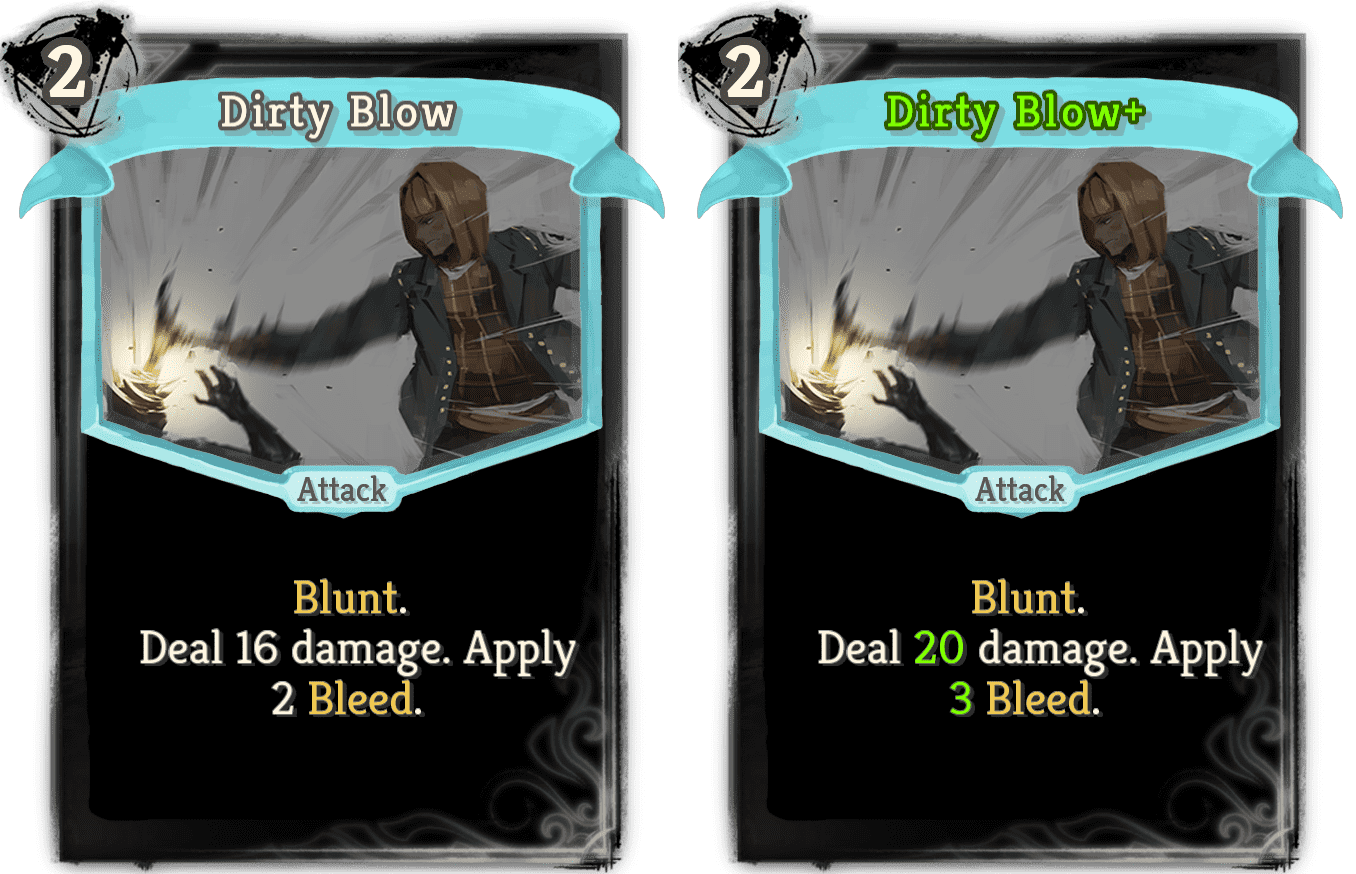 2
Dirty Blow
Attack
Blunt.
Deal 16 damage. Apply
2 Bleed.
2
Dirty Blow+
Attack
Blunt.
Deal 20 damage. Apply
3 Bleed.